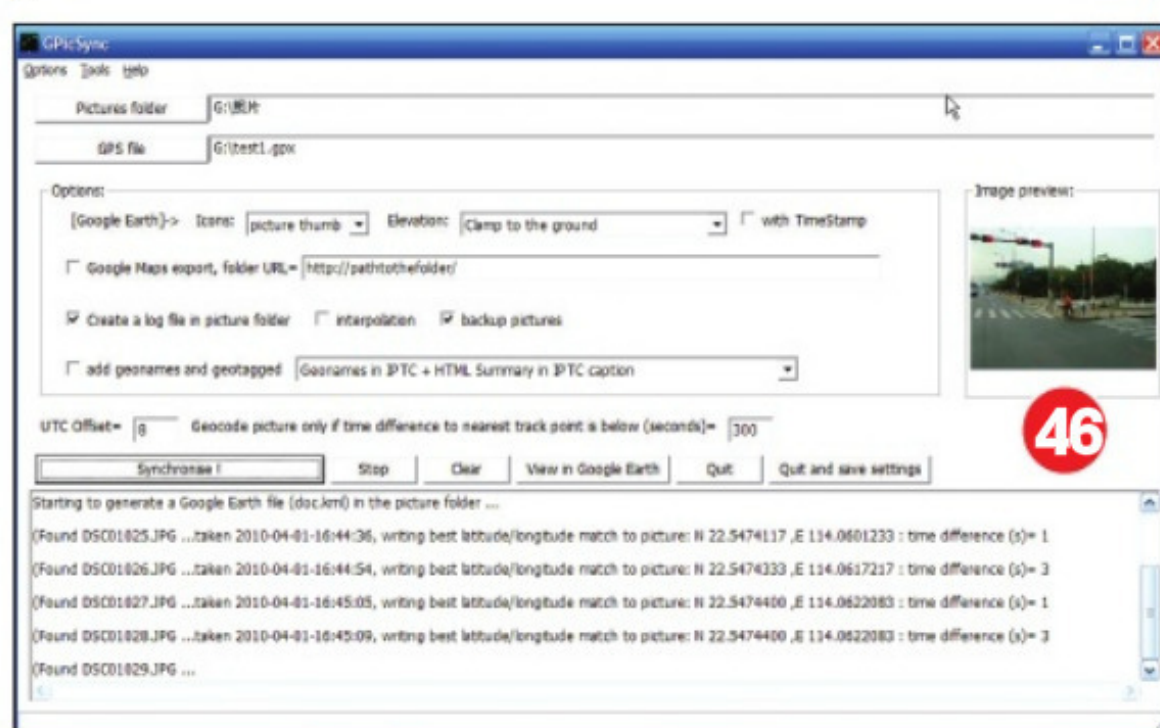 GPicSync
Options Tools Help
Pictures folder G:\照片
GPS file G:\test1.gpx
Options:
Image preview:
[Google Earth]-> Icons: picture thumb Elevation: Clamp to the ground with TimeStamp
Google Maps export, folder URL= http://pathtothefolder/
Create a log file in picture folder interpolation backup pictures
add geonames and geotagged Geonames in IPTC + HTML Summary in IPTC caption
46
UTC Offset= 8 Geocode picture only if time difference to nearest track point is below (seconds)= 300
Synchronise ! Stop Clear View in Google Earth Quit Quit and save settings
Starting to generate a Google Earth file (doc.kml) in the picture folder ...
(Found DSC01025.JPG ...taken 2010-04-01-16:44:36, writing best latitude/longitude match to picture: N 22.5474117 ,E 114.0601233 : time difference (s)= 1
(Found DSC01026.JPG ...taken 2010-04-01-16:44:54, writing best latitude/longitude match to picture: N 22.5474333 ,E 114.0617217 : time difference (s)= 3
(Found DSC01027.JPG ...taken 2010-04-01-16:45:05, writing best latitude/longitude match to picture: N 22.5474400 ,E 114.0622083 : time difference (s)= 1
(Found DSC01028.JPG ...taken 2010-04-01-16:45:09, writing best latitude/longitude match to picture: N 22.5474400 ,E 114.0622083 : time difference (s)= 3
(Found DSC01029.JPG ...